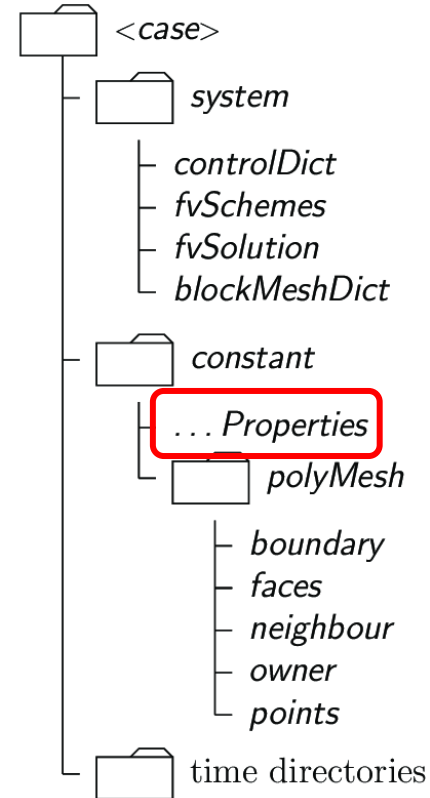 <case>
system
controlDict
fvSchemes
fvSolution
blockMeshDict
constant
...Properties
polyMesh
boundary
faces
neighbour
owner
points
time directories